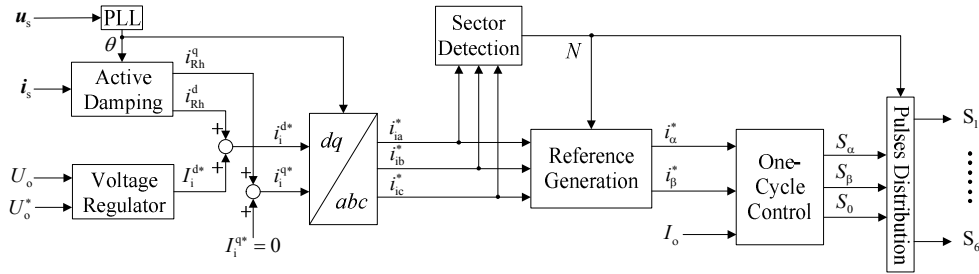 u_s
PLL
θ
i_s
Active
Damping
i_Rh^q
i_Rh^d
U_o
U_o^*
Voltage
Regulator
I_i^d*
+
+
+
+
I_i^q* = 0
i_i^d*
i_i^q*
dq
abc
i_ia^*
i_ib^*
i_ic^*
Sector
Detection
N
Reference
Generation
i_α^*
i_β^*
I_o
One-
Cycle
Control
S_α
S_β
S_0
Pulses Distribution
S_1
S_6